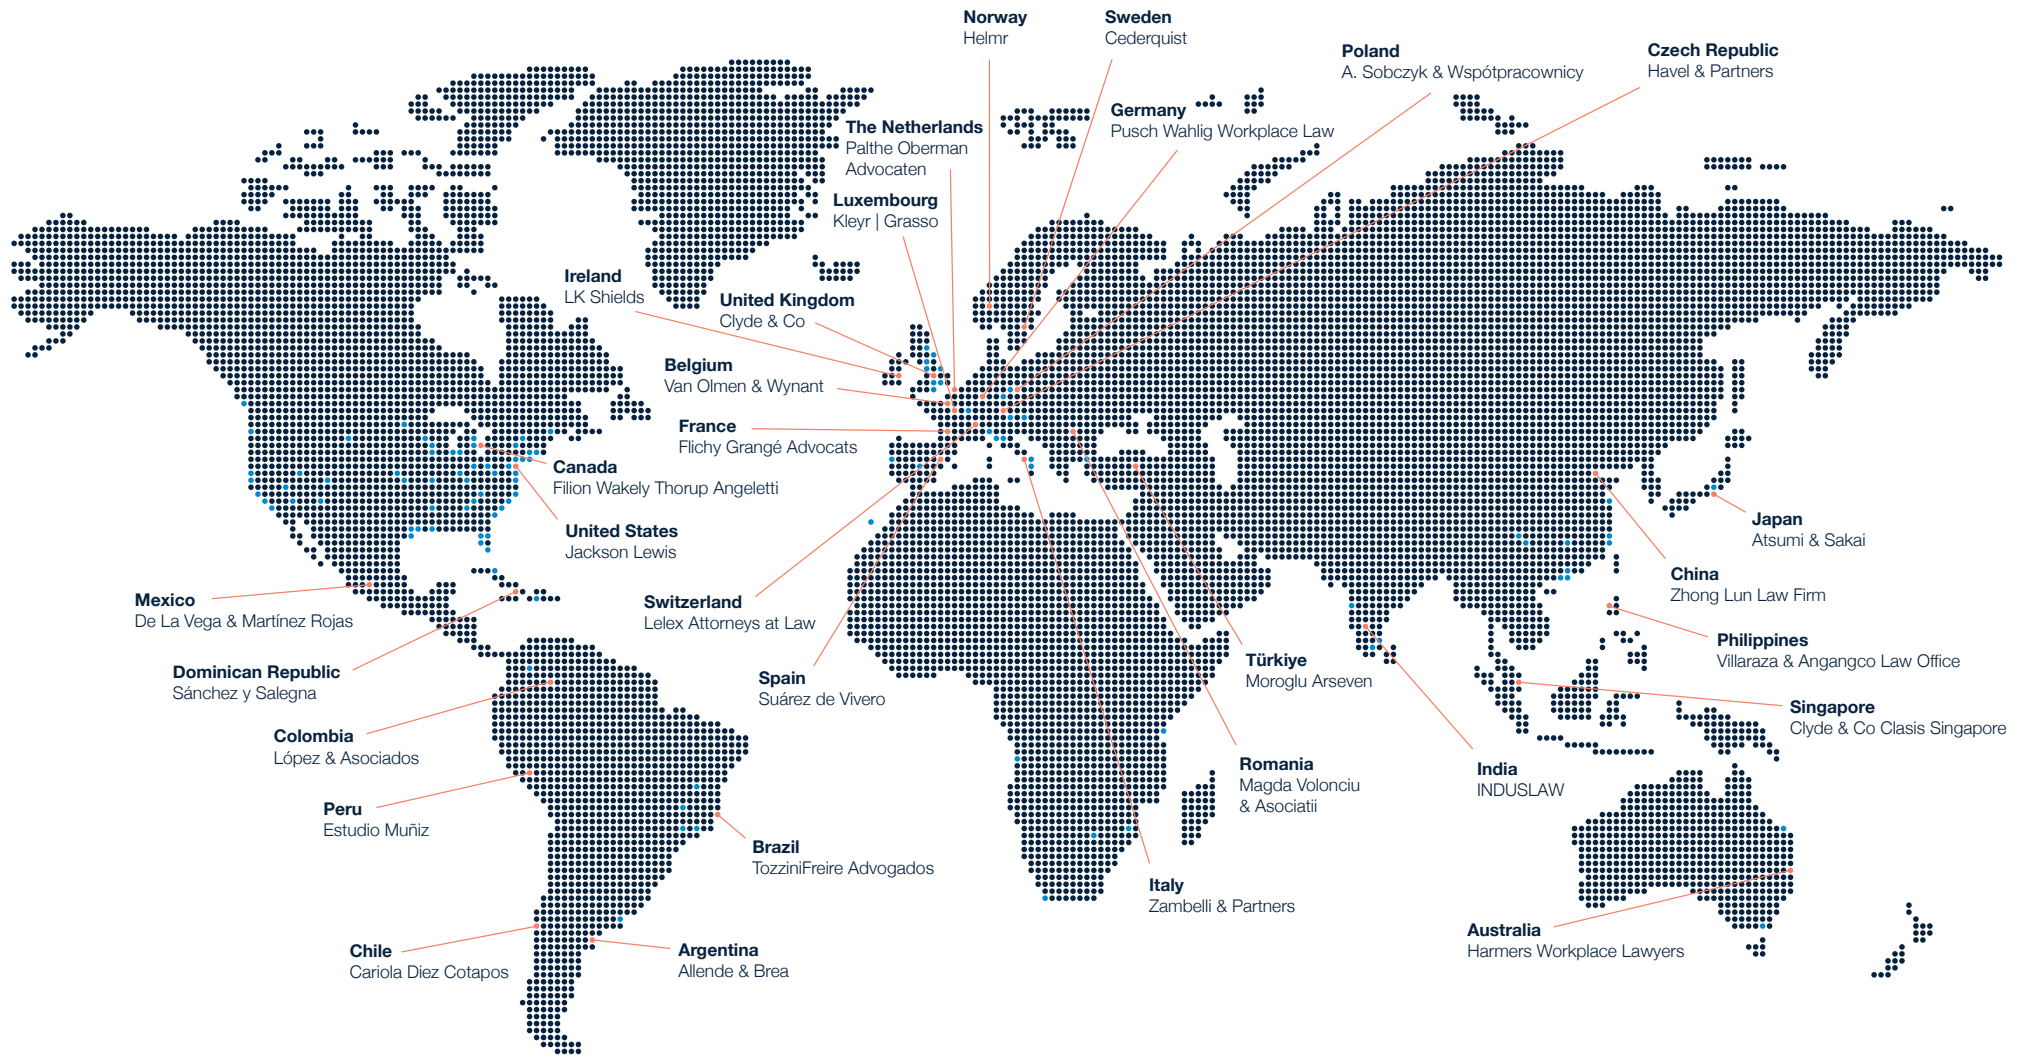 Norway
Helmr
Sweden
Cederquist
Poland
A. Sobczyk & Wspótpracownicy
Czech Republic
Havel & Partners
Germany
Pusch Wahlig Workplace Law
The Netherlands
Palthe Oberman
Advocaten
Luxembourg
Kleyr | Grasso
Ireland
LK Shields
United Kingdom
Clyde & Co
Belgium
Van Olmen & Wynant
France
Flichy Grangé Advocats
Canada
Filion Wakely Thorup Angeletti
United States
Jackson Lewis
Japan
Atsumi & Sakai
China
Zhong Lun Law Firm
Mexico
De La Vega & Martínez Rojas
Switzerland
Lelex Attorneys at Law
Philippines
Villaraza & Angangco Law Office
Dominican Republic
Sánchez y Salegna
Spain
Suárez de Vivero
Türkiye
Moroglu Arseven
Singapore
Clyde & Co Clasis Singapore
Colombia
López & Asociados
Romania
Magda Volonciu
& Asociatii
India
INDUSLAW
Peru
Estudio Muñiz
Brazil
TozziniFreire Advogados
Italy
Zambelli & Partners
Australia
Harmers Workplace Lawyers
Chile
Cariola Diez Cotapos
Argentina
Allende & Brea